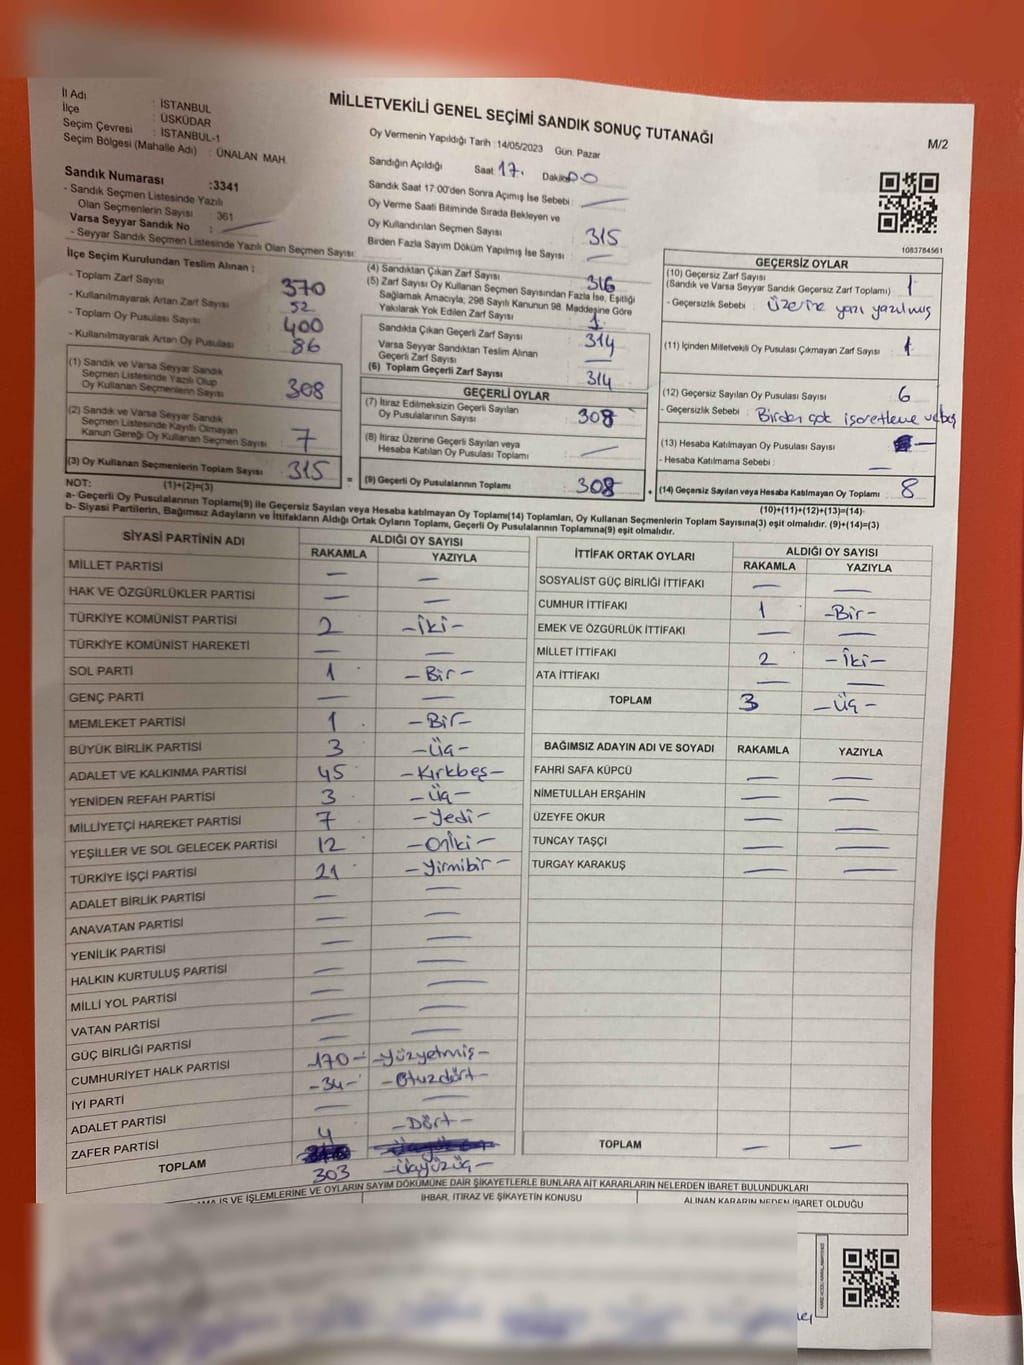 İl Adı : İSTANBUL
İlçe : ÜSKÜDAR
Seçim Çevresi : İSTANBUL-1
Seçim Bölgesi (Mahalle Adı) : ÜNALAN MAH
MİLLETVEKİLİ GENEL SEÇİMİ SANDIK SONUÇ TUTANAĞI
M/2
Oy Vermenin Yapıldığı Tarih : 14/05/2023 Gün: Pazar
Sandığın Açıldığı Saat 17. Dakika 00
Sandık Saat 17:00'den Sonra Açılmış İse Sebebi : —
Oy Verme Saati Bitiminde Sırada Bekleyen ve
Oy Kullandırılan Seçmen Sayısı 315
Birden Fazla Sayım Döküm Yapılmış İse Sayısı —
Sandık Numarası :3341
- Sandık Seçmen Listesinde Yazılı
Olan Seçmenlerin Sayısı : 361
Varsa Seyyar Sandık No : —
- Seyyar Sandık Seçmen Listesinde Yazılı Olan Seçmen Sayısı:
1083784561
İlçe Seçim Kurulundan Teslim Alınan :
- Toplam Zarf Sayısı 370
- Kullanılmayarak Artan Zarf Sayısı 52
- Toplam Oy Pusulası Sayısı 400
- Kullanılmayarak Artan Oy Pusulası 86
(1) Sandık ve Varsa Seyyar Sandık
Seçmen Listesinde Yazılı Olup
Oy Kullanan Seçmenlerin Sayısı 308
(2) Sandık ve Varsa Seyyar Sandık
Seçmen Listesinde Kayıtlı Olmayan
Kanun Gereği Oy Kullanan Seçmen Sayısı 7
(3) Oy Kullanan Seçmenlerin Toplam Sayısı 315
(1)+(2)=(3)
(4) Sandıktan Çıkan Zarf Sayısı 316
(5) Zarf Sayısı Oy Kullanan Seçmen Sayısından Fazla İse, Eşitliği
Sağlamak Amacıyla, 298 Sayılı Kanunun 98. Maddesine Göre
Yakılarak Yok Edilen Zarf Sayısı 1
Sandıkta Çıkan Geçerli Zarf Sayısı 314
Varsa Seyyar Sandıktan Teslim Alınan
Geçerli Zarf Sayısı —
(6) Toplam Geçerli Zarf Sayısı 314
GEÇERLİ OYLAR
(7) İtiraz Edilmeksizin Geçerli Sayılan
Oy Pusulalarının Sayısı 308
(8) İtiraz Üzerine Geçerli Sayılan veya
Hesaba Katılan Oy Pusulası Toplamı —
= (9) Geçerli Oy Pusulalarının Toplamı 308 +
GEÇERSİZ OYLAR
(10) Geçersiz Zarf Sayısı
(Sandık ve Varsa Seyyar Sandık Geçersiz Zarf Toplamı) 1
- Geçersizlik Sebebi : Üzerine yazı yazılmış
(11) İçinden Milletvekili Oy Pusulası Çıkmayan Zarf Sayısı : 1
(12) Geçersiz Sayılan Oy Pusulası Sayısı : 6
- Geçersizlik Sebebi : Birden çok işaretleme ve boş
(13) Hesaba Katılmayan Oy Pusulası Sayısı : —
- Hesaba Katılmama Sebebi : —
(14) Geçersiz Sayılan veya Hesaba Katılmayan Oy Toplamı : 8
(10)+(11)+(12)+(13)=(14)
NOT:
a- Geçerli Oy Pusulalarının Toplamı(9) ile Geçersiz Sayılan veya Hesaba katılmayan Oy Toplamı(14) Toplamları, Oy Kullanan Seçmenlerin Toplam Sayısına(3) eşit olmalıdır. (9)+(14)=(3)
b- Siyasi Partilerin, Bağımsız Adayların ve İttifakların Aldığı Ortak Oyların Toplamı, Geçerli Oy Pusulalarının Toplamına(9) eşit olmalıdır.
SİYASİ PARTİNİN ADI ALDIĞI OY SAYISI
RAKAMLA YAZIYLA
MİLLET PARTİSİ — —
HAK VE ÖZGÜRLÜKLER PARTİSİ — —
TÜRKİYE KOMÜNİST PARTİSİ 2 -İki-
TÜRKİYE KOMÜNİST HAREKETİ — —
SOL PARTİ 1 -Bir-
GENÇ PARTİ — —
MEMLEKET PARTİSİ 1 -Bir-
BÜYÜK BİRLİK PARTİSİ 3 -Üç-
ADALET VE KALKINMA PARTİSİ 45 -Kırkbeş-
YENİDEN REFAH PARTİSİ 3 -Üç-
MİLLİYETÇİ HAREKET PARTİSİ 7 -Yedi-
YEŞİLLER VE SOL GELECEK PARTİSİ 12 -Oniki-
TÜRKİYE İŞÇİ PARTİSİ 21 -Yirmibir-
ADALET BİRLİK PARTİSİ — —
ANAVATAN PARTİSİ — —
YENİLİK PARTİSİ — —
HALKIN KURTULUŞ PARTİSİ — —
MİLLİ YOL PARTİSİ — —
VATAN PARTİSİ — —
GÜÇ BİRLİĞİ PARTİSİ — —
CUMHURİYET HALK PARTİSİ -170- -Yüzyetmiş-
İYİ PARTİ -34- -Otuzdört-
ADALET PARTİSİ — —
ZAFER PARTİSİ 4 -Dört-
TOPLAM 303 -Üçyüzüç-
İTTİFAK ORTAK OYLARI ALDIĞI OY SAYISI
RAKAMLA YAZIYLA
SOSYALİST GÜÇ BİRLİĞİ İTTİFAKI — —
CUMHUR İTTİFAKI 1 -Bir-
EMEK VE ÖZGÜRLÜK İTTİFAKI — —
MİLLET İTTİFAKI 2 -İki-
ATA İTTİFAKI — —
TOPLAM 3 -Üç-
BAĞIMSIZ ADAYIN ADI VE SOYADI RAKAMLA YAZIYLA
FAHRİ SAFA KÜPCÜ — —
NİMETULLAH ERŞAHİN — —
ÜZEYFE OKUR — —
TUNCAY TAŞÇI — —
TURGAY KARAKUŞ — —
TOPLAM — —
İŞ VE İŞLEMLERİNE VE OYLARIN SAYIM DÖKÜMÜNE DAİR ŞİKAYETLERLE BUNLARA AİT KARARLARIN NELERDEN İBARET BULUNDUKLARI
İHBAR, İTİRAZ VE ŞİKAYETİN KONUSU ALINAN KARARIN NEDEN İBARET OLDUĞU